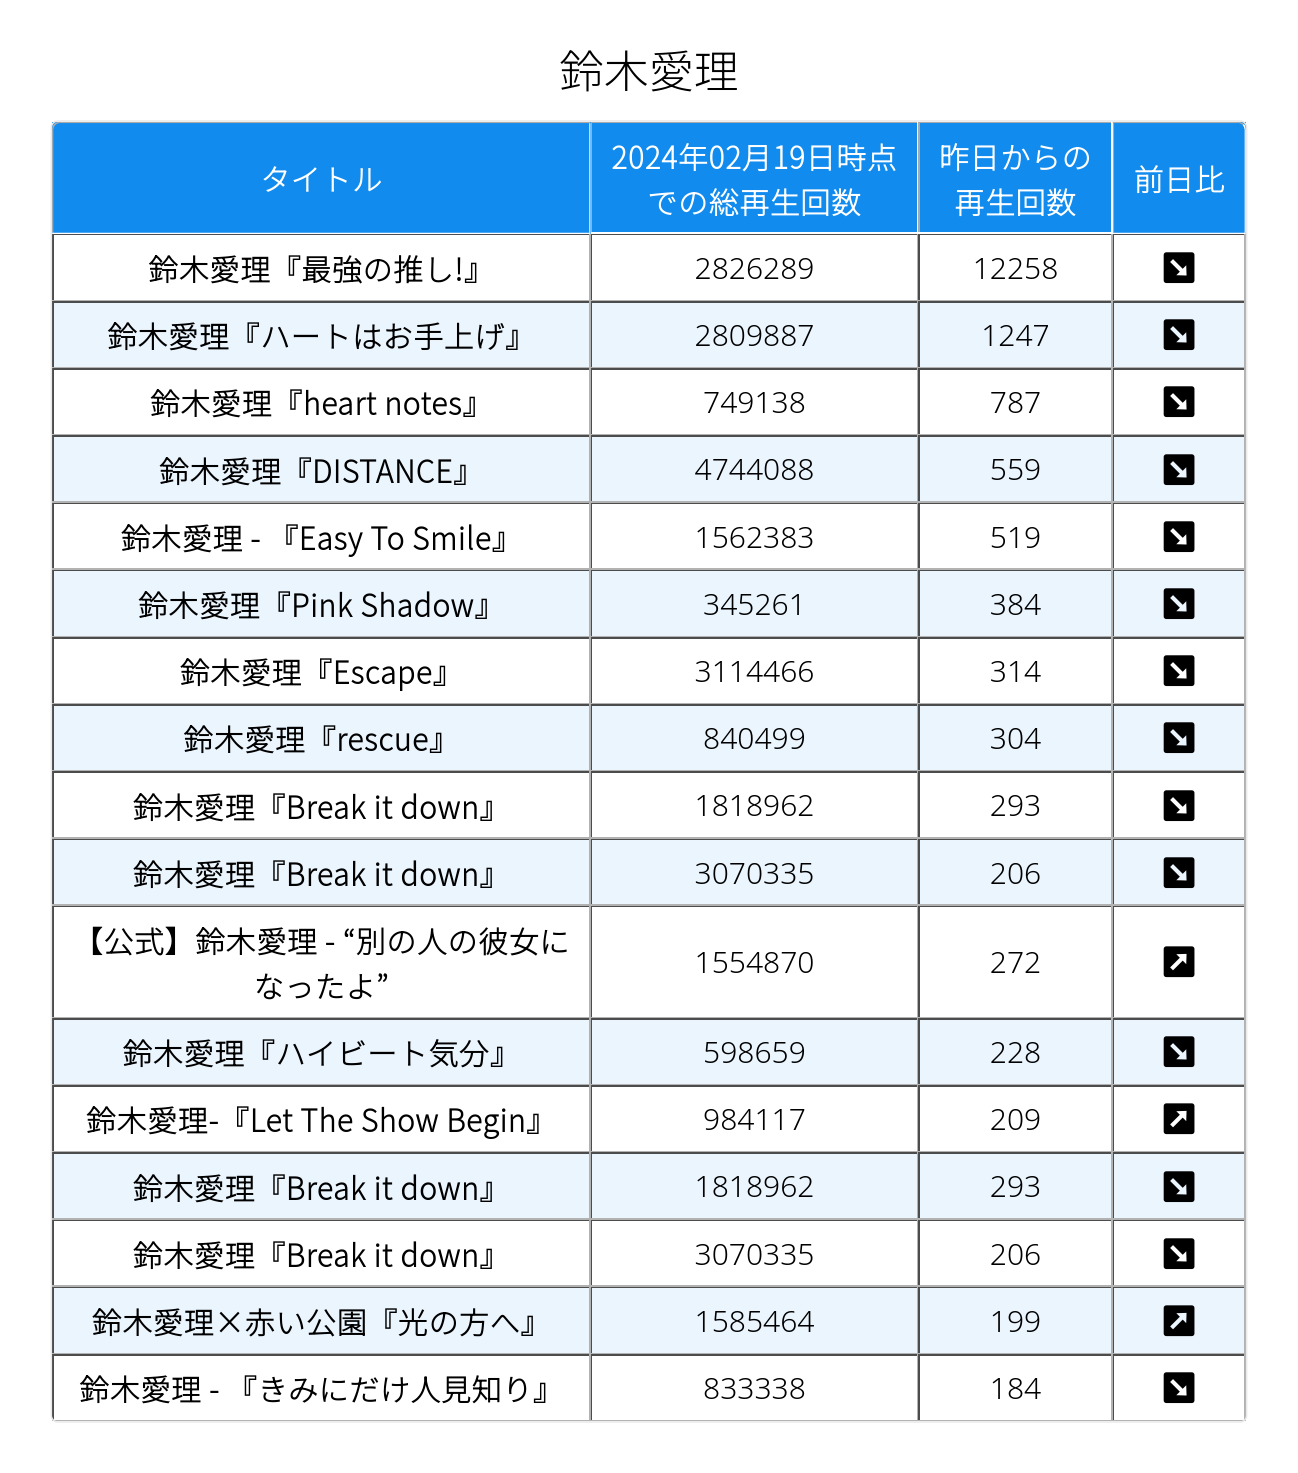 鈴木愛理
タイトル
2024年02月19日時点
での総再生回数
昨日からの
再生回数
前日比
鈴木愛理『最強の推し!』 2826289 12258 ↘
鈴木愛理『ハートはお手上げ』 2809887 1247 ↘
鈴木愛理『heart notes』 749138 787 ↘
鈴木愛理『DISTANCE』 4744088 559 ↘
鈴木愛理 - 『Easy To Smile』 1562383 519 ↘
鈴木愛理『Pink Shadow』 345261 384 ↘
鈴木愛理『Escape』 3114466 314 ↘
鈴木愛理『rescue』 840499 304 ↘
鈴木愛理『Break it down』 1818962 293 ↘
鈴木愛理『Break it down』 3070335 206 ↘
【公式】鈴木愛理 - “別の人の彼女に
なったよ” 1554870 272 ↗
鈴木愛理『ハイビート気分』 598659 228 ↘
鈴木愛理-『Let The Show Begin』 984117 209 ↗
鈴木愛理『Break it down』 1818962 293 ↘
鈴木愛理『Break it down』 3070335 206 ↘
鈴木愛理×赤い公園『光の方へ』 1585464 199 ↗
鈴木愛理 - 『きみにだけ人見知り』 833338 184 ↘